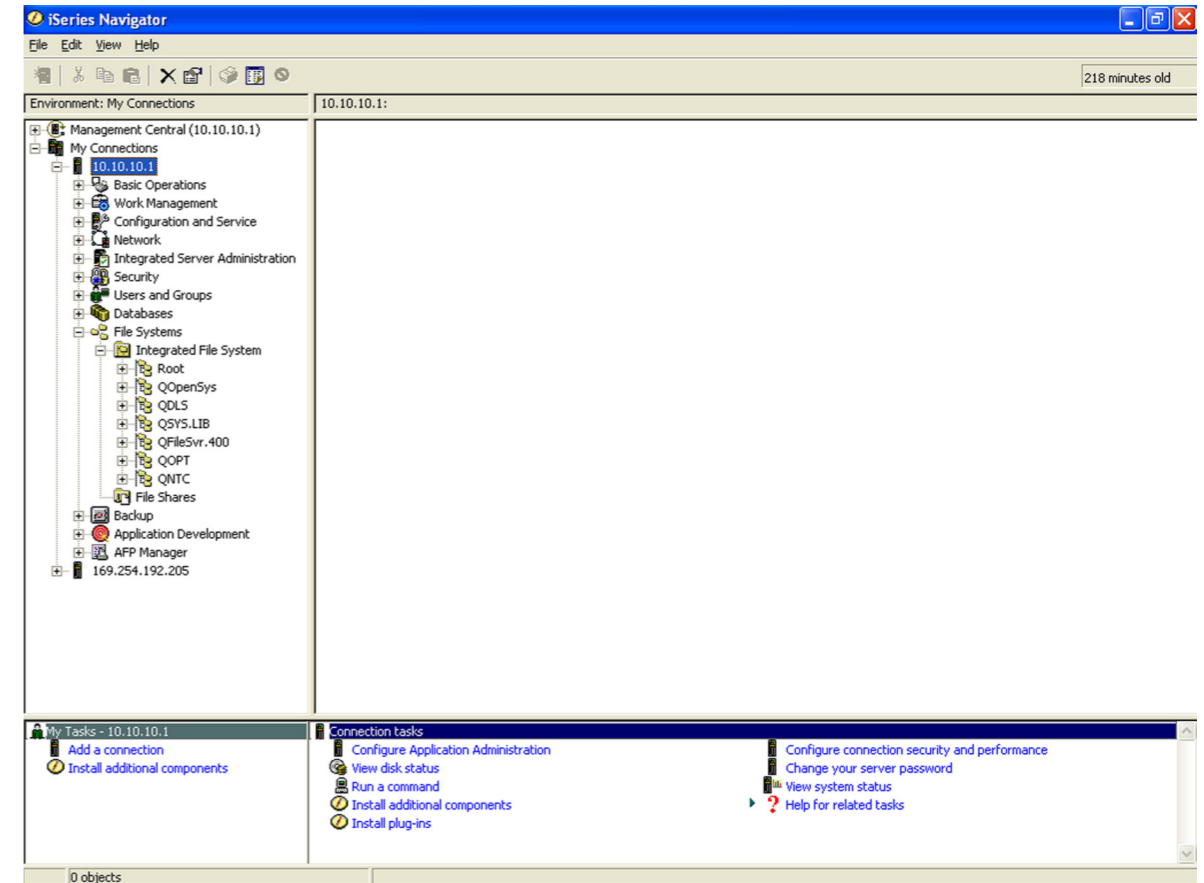 iSeries Navigator
File Edit View Help
218 minutes old
Environment: My Connections
10.10.10.1:
Management Central (10.10.10.1)
My Connections
10.10.10.1
Basic Operations
Work Management
Configuration and Service
Network
Integrated Server Administration
Security
Users and Groups
Databases
File Systems
Integrated File System
Root
QOpenSys
QDLS
QSYS.LIB
QFileSvr.400
QOPT
QNTC
File Shares
Backup
Application Development
AFP Manager
169.254.192.205
My Tasks - 10.10.10.1
Add a connection
Install additional components
Connection tasks
Configure Application Administration
View disk status
Run a command
Install additional components
Install plug-ins
Configure connection security and performance
Change your server password
View system status
Help for related tasks
0 objects